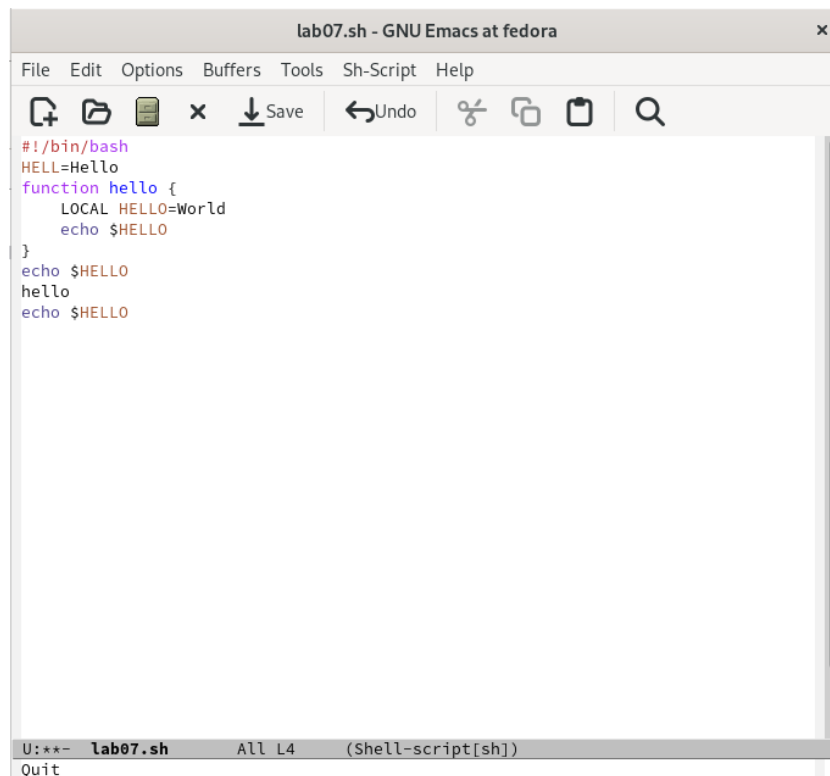 lab07.sh - GNU Emacs at fedora
File Edit Options Buffers Tools Sh-Script Help
Save Undo
#!/bin/bash
HELL=Hello
function hello {
    LOCAL HELLO=World
    echo $HELLO
}
echo $HELLO
hello
echo $HELLO
U:**- lab07.sh All L4 (Shell-script[sh])
Quit